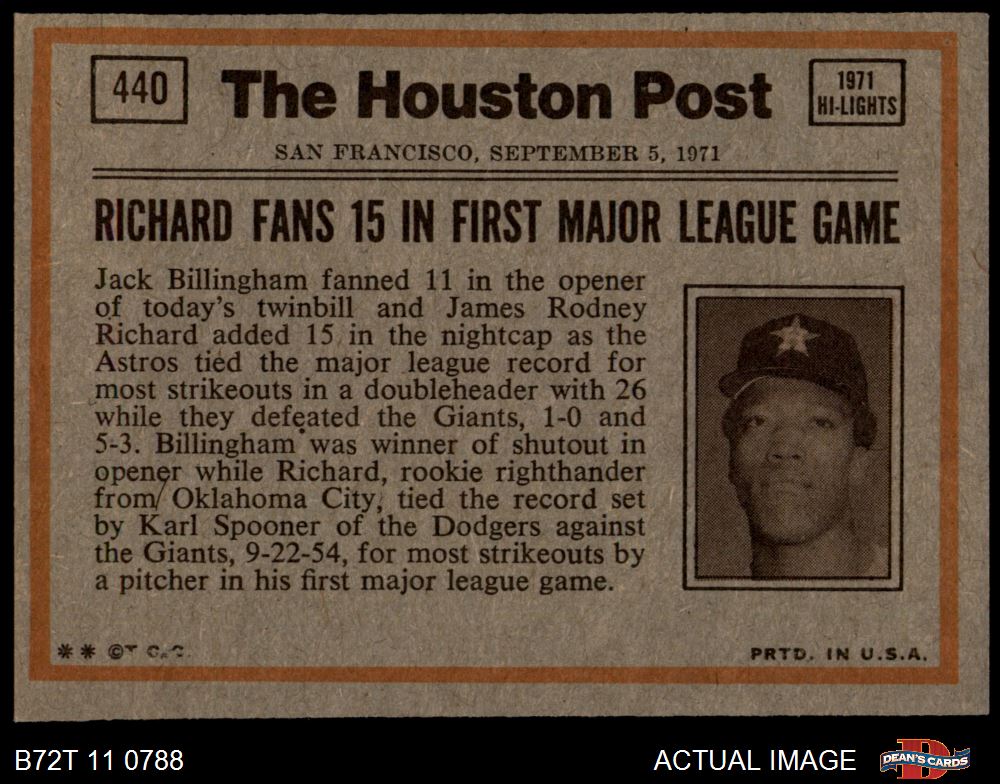 440
The Houston Post
1971
HI-LIGHTS
SAN FRANCISCO, SEPTEMBER 5, 1971
RICHARD FANS 15 IN FIRST MAJOR LEAGUE GAME
Jack Billingham fanned 11 in the opener
of today's twinbill and James Rodney
Richard added 15 in the nightcap as the
Astros tied the major league record for
most strikeouts in a doubleheader with 26
while they defeated the Giants, 1-0 and
5-3. Billingham was winner of shutout in
opener while Richard, rookie righthander
from Oklahoma City, tied the record set
by Karl Spooner of the Dodgers against
the Giants, 9-22-54, for most strikeouts by
a pitcher in his first major league game.
** ©T.C.G.
PRTD. IN U.S.A.
B72T 11 0788
ACTUAL IMAGE
D
DEAN'S CARDS